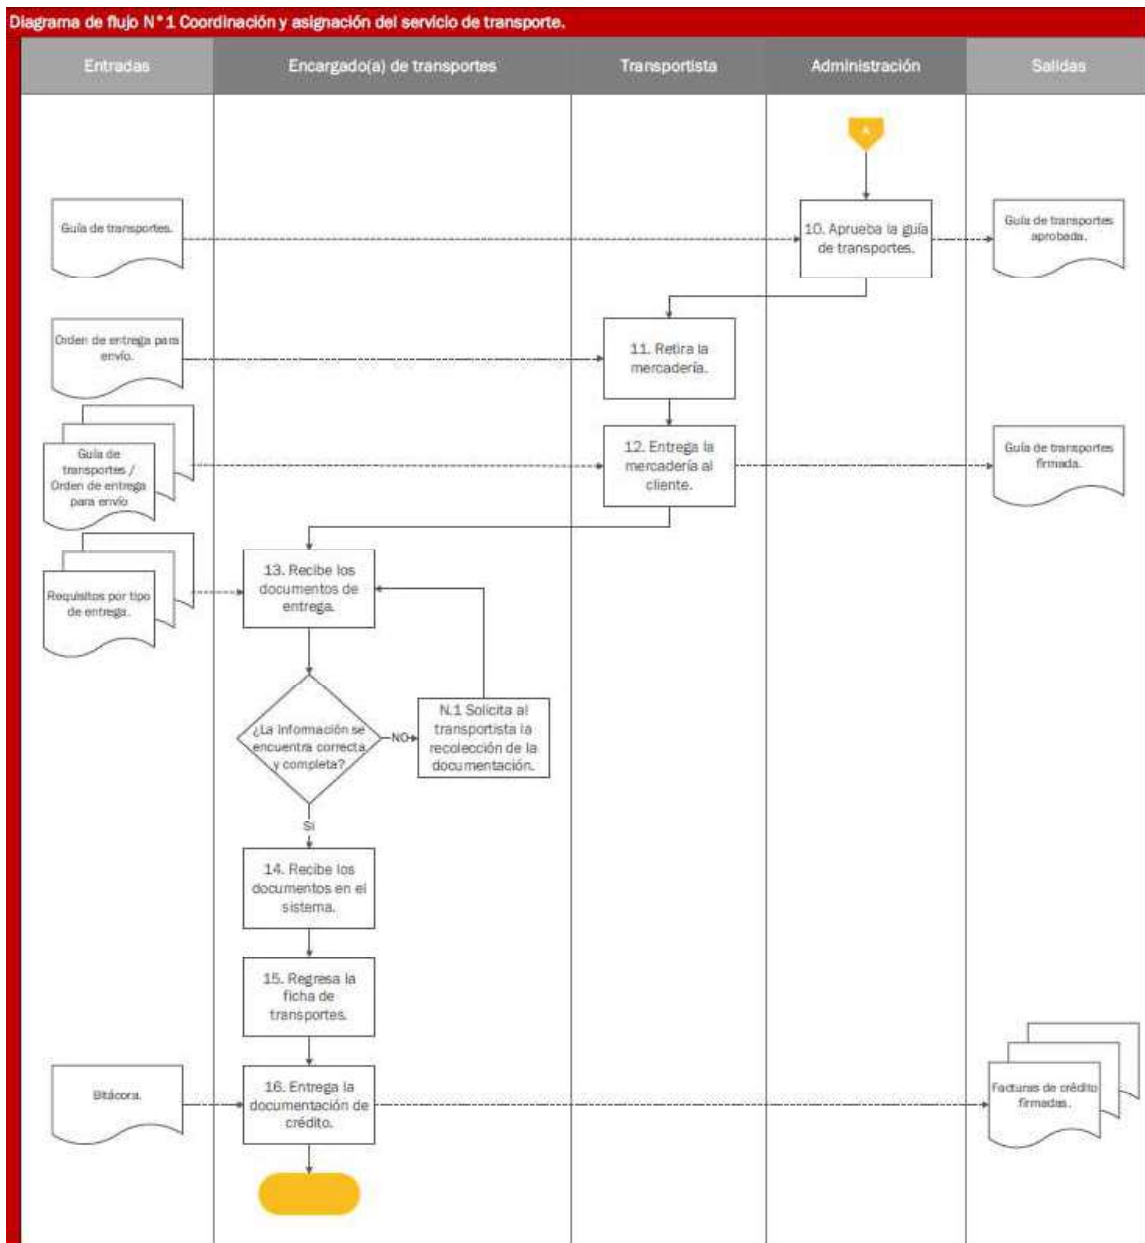 Diagrama de flujo N°1 Coordinación y asignación del servicio de transporte.
Entradas
Encargado(a) de transportes
Transportista
Administración
Salidas
A
Guía de transportes.
10. Aprueba la guía
de transportes.
Guía de transportes
aprobada.
Orden de entrega para
envío.
11. Retira la
mercadería.
Guía de
transportes /
Orden de entrega
para envío
12. Entrega la
mercadería al
cliente.
Guía de transportes
firmada.
Requisitos por tipo
de entrega.
13. Recibe los
documentos de
entrega.
¿La información se
encuentra correcta
y completa?
NO
N.1 Solicita al
transportista la
recolección de la
documentación.
Si
14. Recibe los
documentos en el
sistema.
15. Regresa la
ficha de
transportes.
Bitácora.
16. Entrega la
documentación de
crédito.
Facturas de crédito
firmadas.